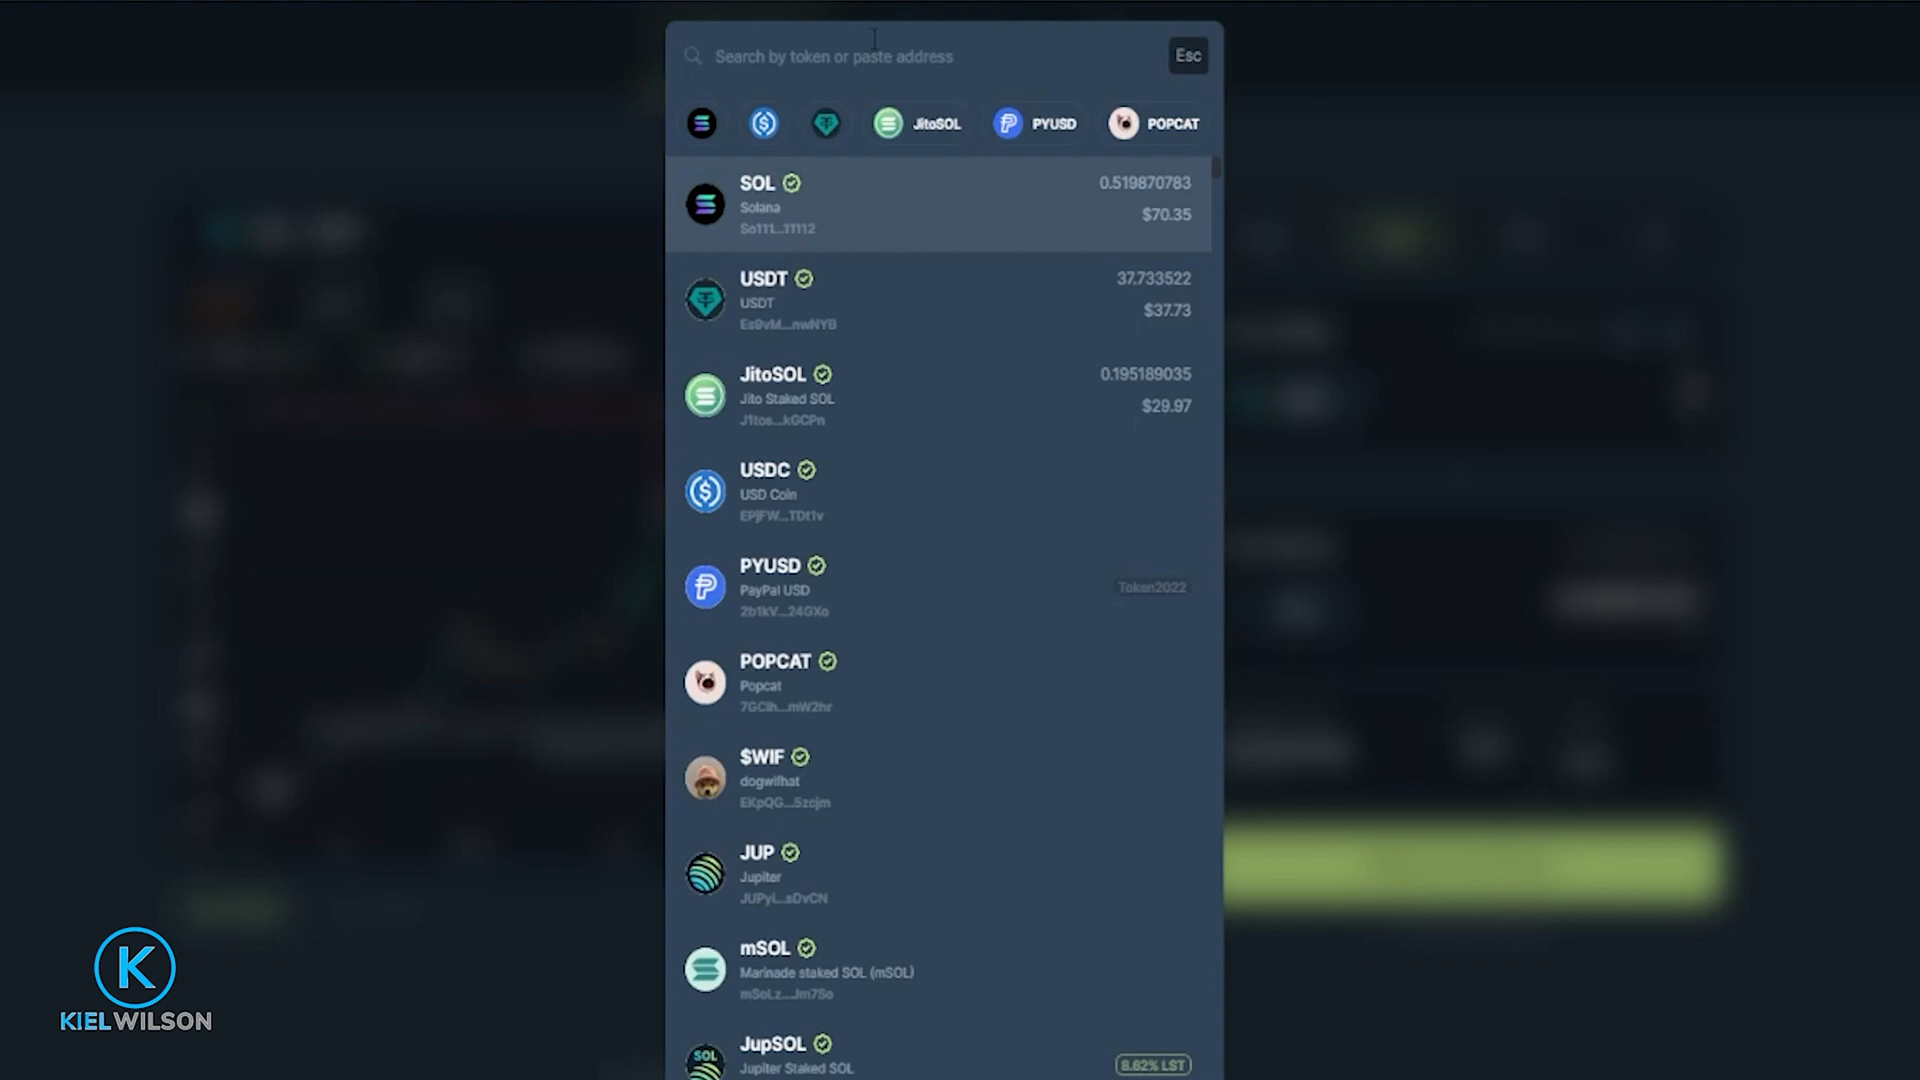 Search by token or paste address
Esc
JitoSOL
PYUSD
POPCAT
SOL
0.519870783
Solana
$70.35
So111...11112
USDT
37.733522
USDT
$37.73
Es9vM...nwNYB
JitoSOL
0.195189035
Jito Staked SOL
$29.97
J1tos...kGCPn
USDC
USD Coin
EPjFW...TDt1v
PYUSD
PayPal USD
Token2022
2b1kV...24GXo
POPCAT
Popcat
7GCih...mW2hr
$WIF
dogwifhat
EKpQG...5zcjm
JUP
Jupiter
JUPyi...sDvCN
mSOL
Marinade staked SOL (mSOL)
mSoLz...Jm7So
JupSOL
SOL
Jupiter Staked SOL
8.62% LST
K
KIELWILSON